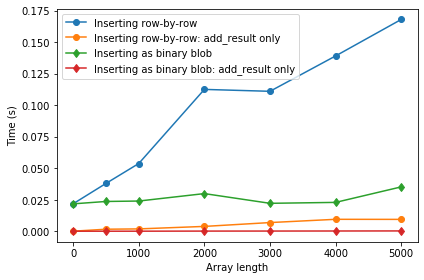 0.175
0.150
0.125
0.100
0.075
0.050
0.025
0.000
Time (s)
Inserting row-by-row
Inserting row-by-row: add_result only
Inserting as binary blob
Inserting as binary blob: add_result only
0 1000 2000 3000 4000 5000
Array length